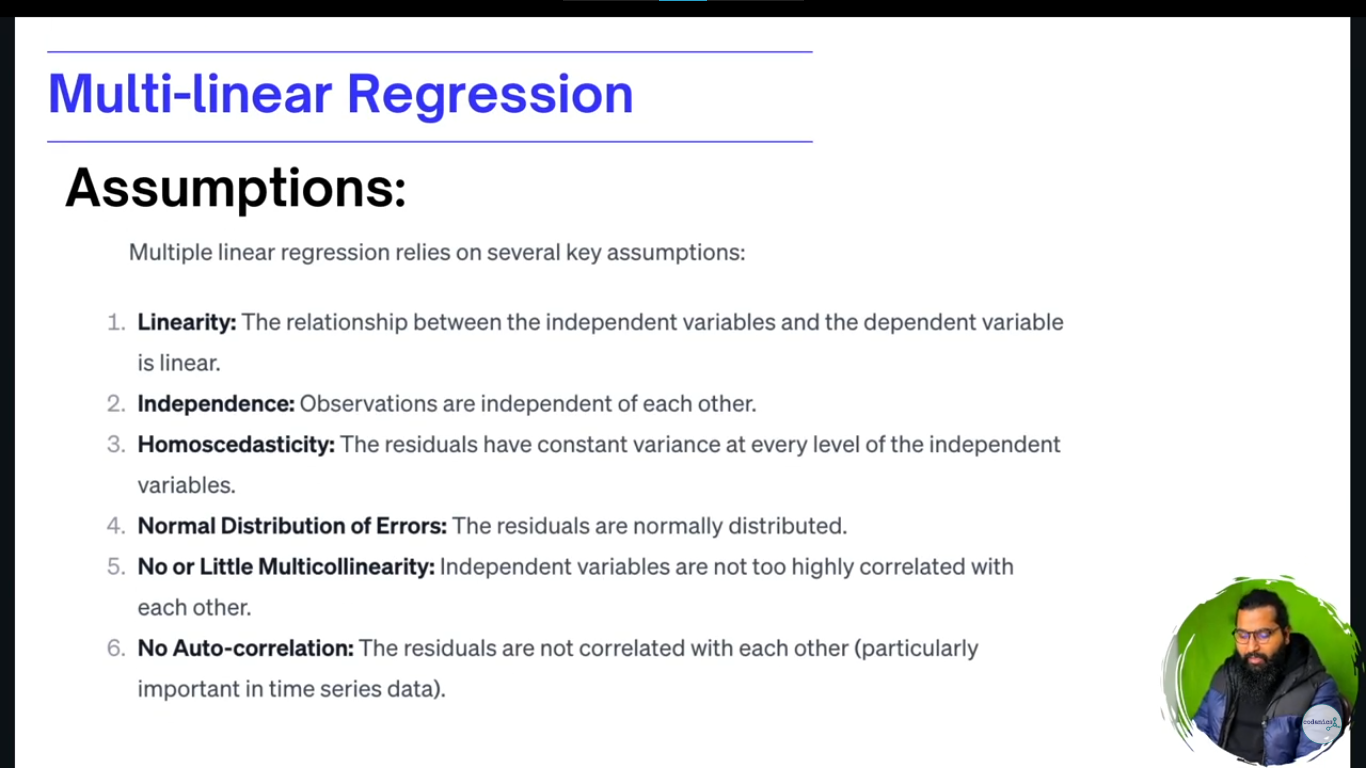 Multi-linear Regression
Assumptions:
Multiple linear regression relies on several key assumptions:
1. Linearity: The relationship between the independent variables and the dependent variable
is linear.
2. Independence: Observations are independent of each other.
3. Homoscedasticity: The residuals have constant variance at every level of the independent
variables.
4. Normal Distribution of Errors: The residuals are normally distributed.
5. No or Little Multicollinearity: Independent variables are not too highly correlated with
each other.
6. No Auto-correlation: The residuals are not correlated with each other (particularly
important in time series data).
codanics